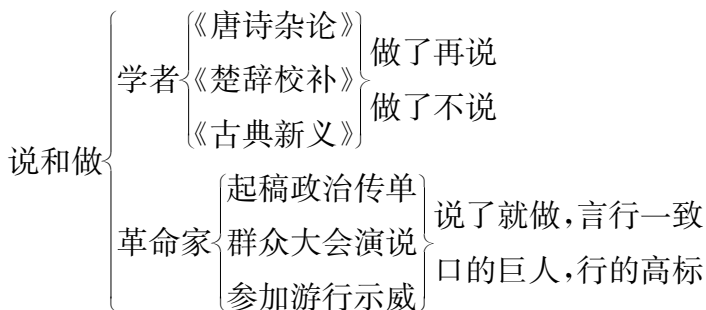 说和做
学者
《唐诗杂论》
《楚辞校补》
《古典新义》
做了再说
做了不说
革命家
起稿政治传单
群众大会演说
参加游行示威
说了就做,言行一致
口的巨人,行的高标